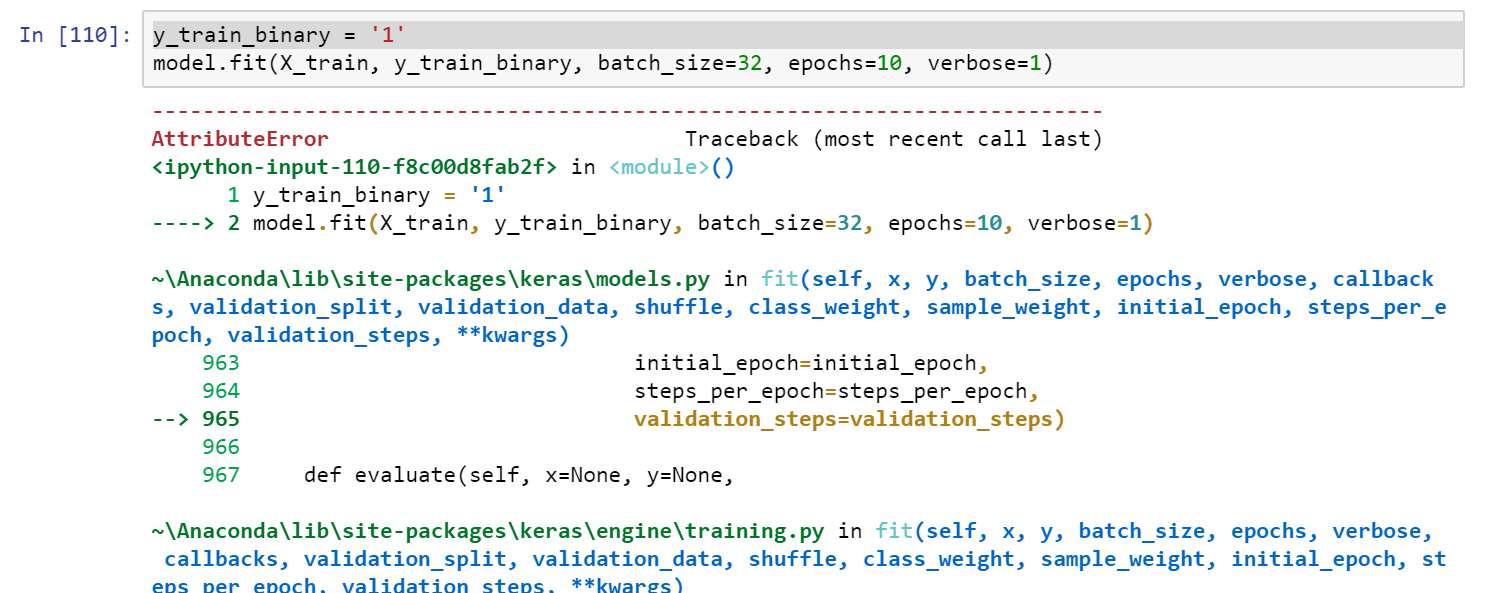 In [110]: y_train_binary = '1'
model.fit(X_train, y_train_binary, batch_size=32, epochs=10, verbose=1)
---------------------------------------------------------------------------
AttributeError                            Traceback (most recent call last)
<ipython-input-110-f8c00d8fab2f> in <module>()
      1 y_train_binary = '1'
----> 2 model.fit(X_train, y_train_binary, batch_size=32, epochs=10, verbose=1)
~\Anaconda\lib\site-packages\keras\models.py in fit(self, x, y, batch_size, epochs, verbose, callback
s, validation_split, validation_data, shuffle, class_weight, sample_weight, initial_epoch, steps_per_e
poch, validation_steps, **kwargs)
    963                               initial_epoch=initial_epoch,
    964                               steps_per_epoch=steps_per_epoch,
--> 965                               validation_steps=validation_steps)
    966
    967     def evaluate(self, x=None, y=None,
~\Anaconda\lib\site-packages\keras\engine\training.py in fit(self, x, y, batch_size, epochs, verbose,
 callbacks, validation_split, validation_data, shuffle, class_weight, sample_weight, initial_epoch, st
eps_per_epoch, validation_steps, **kwargs)